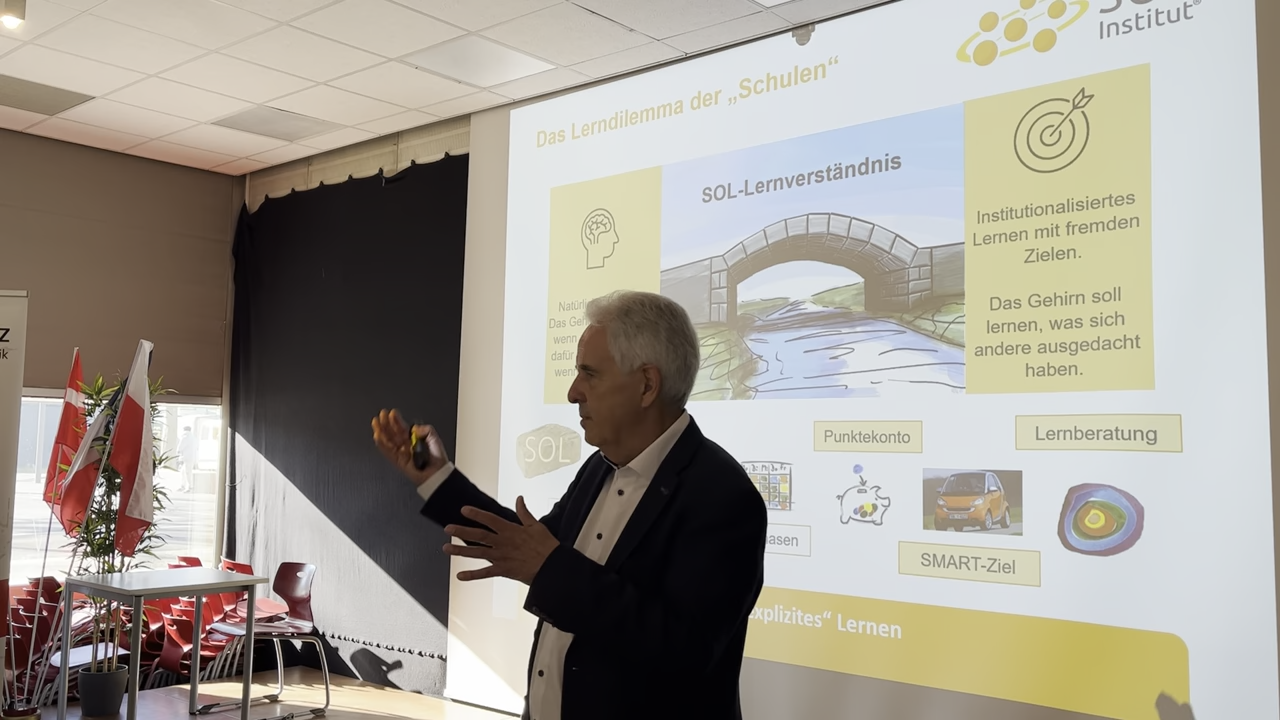 Institut®
Das Lerndilemma der „Schulen“
SOL-Lernverständnis
Institutionalisiertes
Lernen mit fremden
Zielen.
Das Gehirn soll
lernen, was sich
andere ausgedacht
haben.
wenn
SOL
Punktekonto
Lernberatung
SMART-Ziel
Lernen